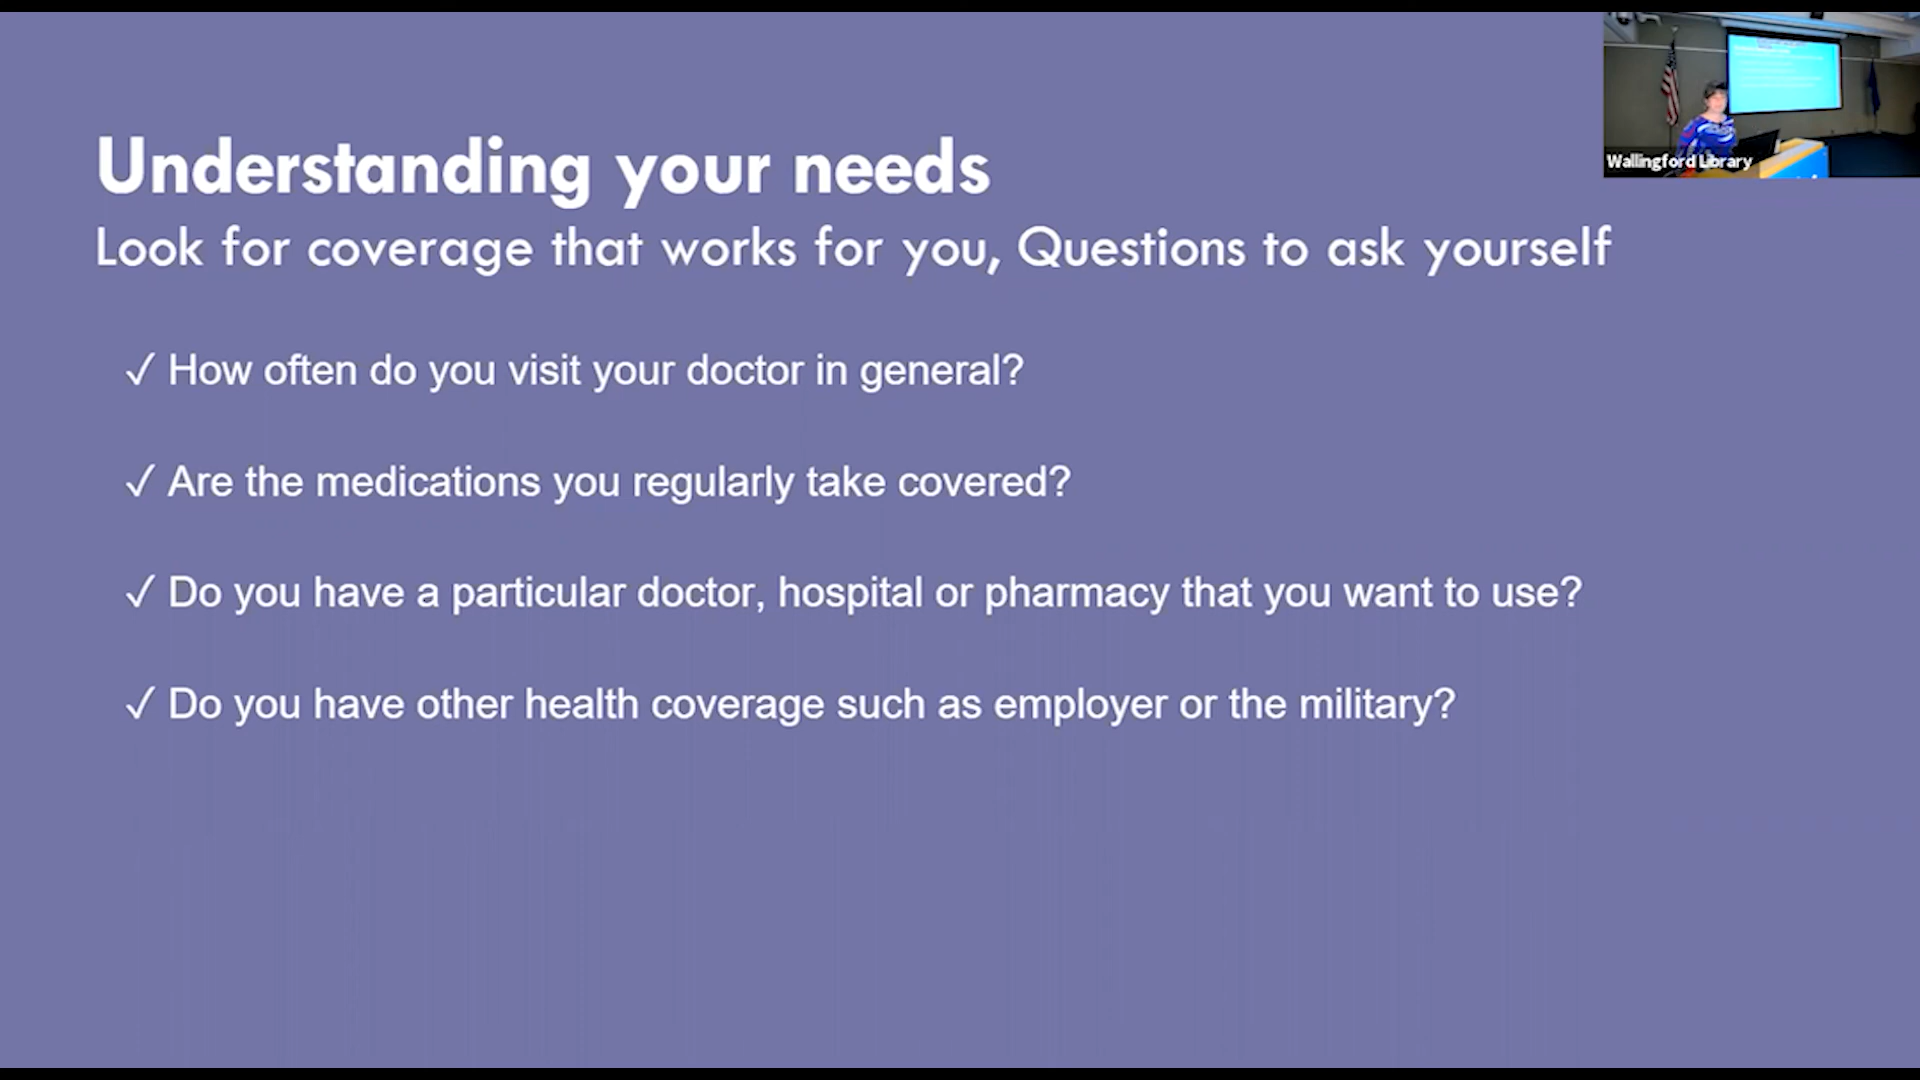 Understanding your needs
Look for coverage that works for you, Questions to ask yourself
✓ How often do you visit your doctor in general?
✓ Are the medications you regularly take covered?
✓ Do you have a particular doctor, hospital or pharmacy that you want to use?
✓ Do you have other health coverage such as employer or the military?
Wallingford Library